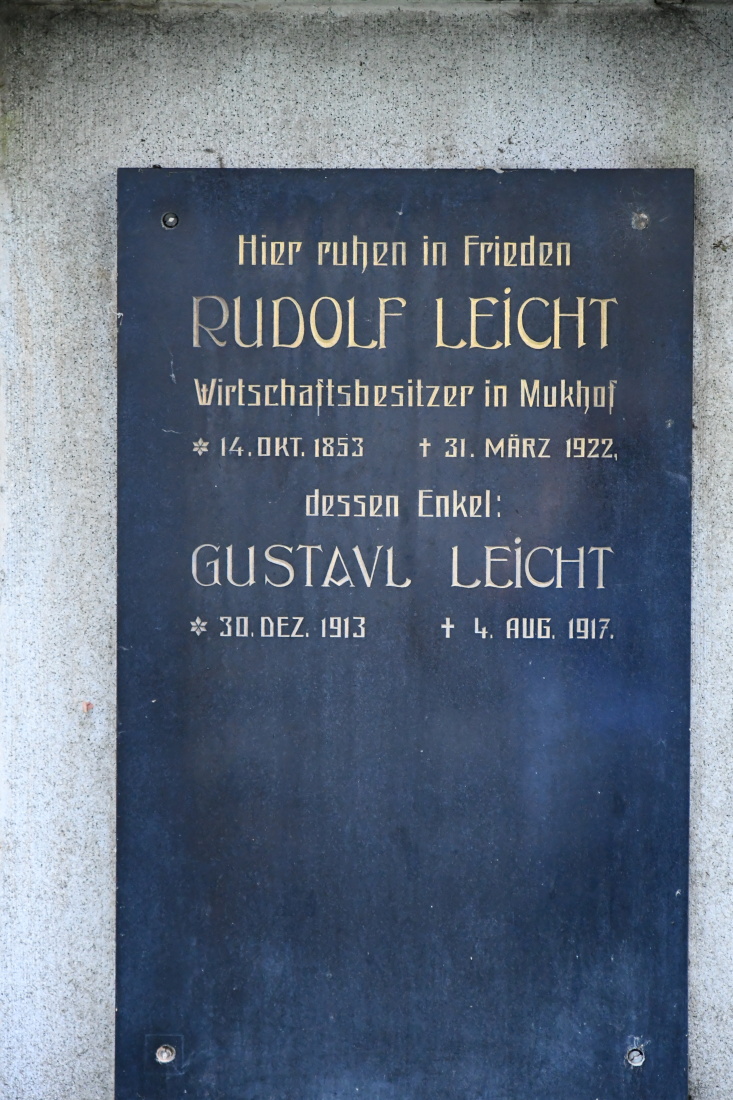 Hier ruhen in Frieden
RUDOLF LEiCHT
Wirtschaftsbesitzer in Mukhof
* 14. OKT. 1853 † 31. MÄRZ 1922,
dessen Enkel:
GUSTAVL LEiCHT
* 30. DEZ. 1913 † 4. AUG. 1917.